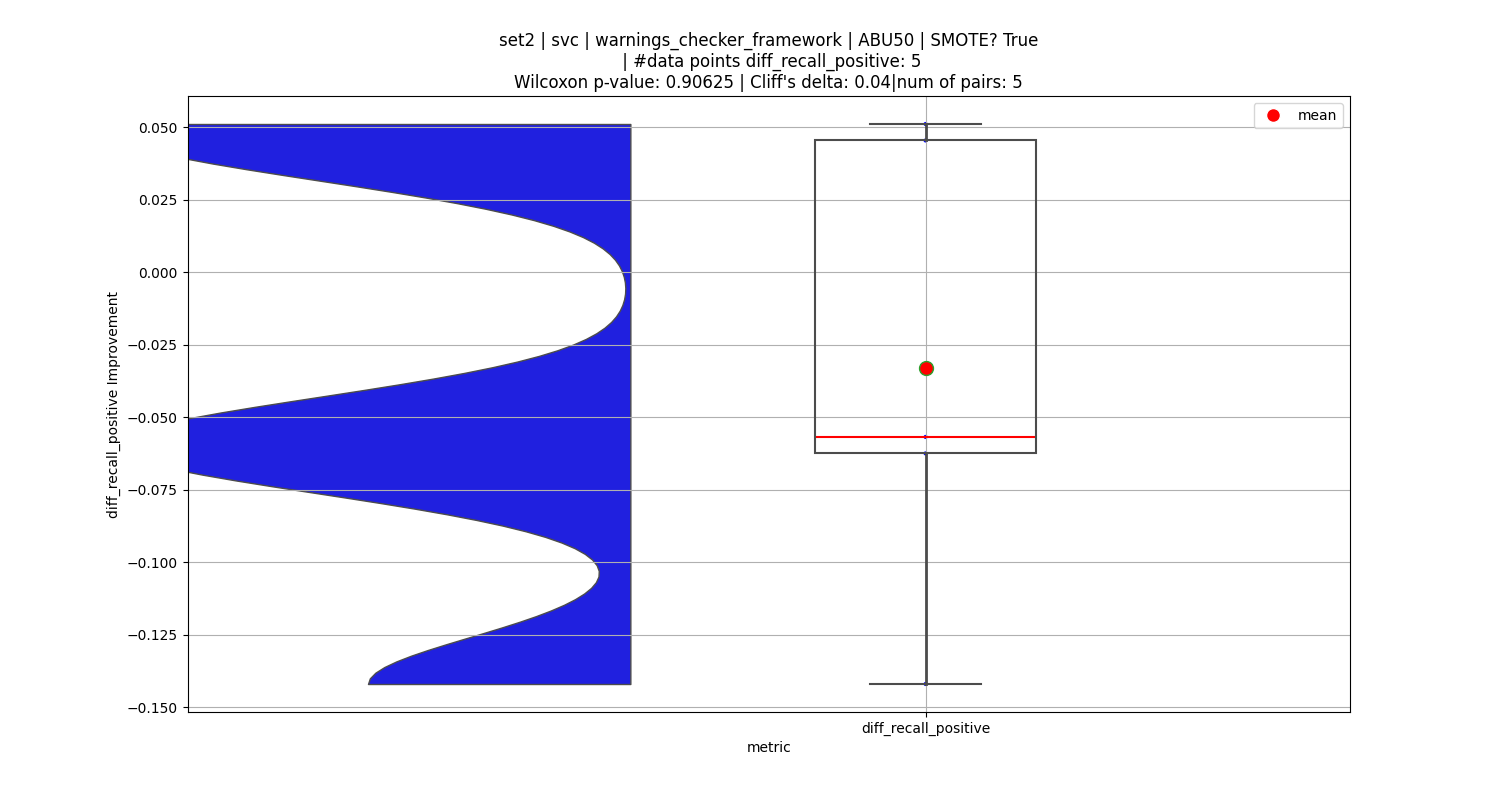 set2 | svc | warnings_checker_framework | ABU50 | SMOTE? True
| #data points diff_recall_positive: 5
Wilcoxon p-value: 0.90625 | Cliff's delta: 0.04|num of pairs: 5
mean
0.050
0.025
0.000
−0.025
−0.050
−0.075
−0.100
−0.125
−0.150
diff_recall_positive Improvement
diff_recall_positive
metric